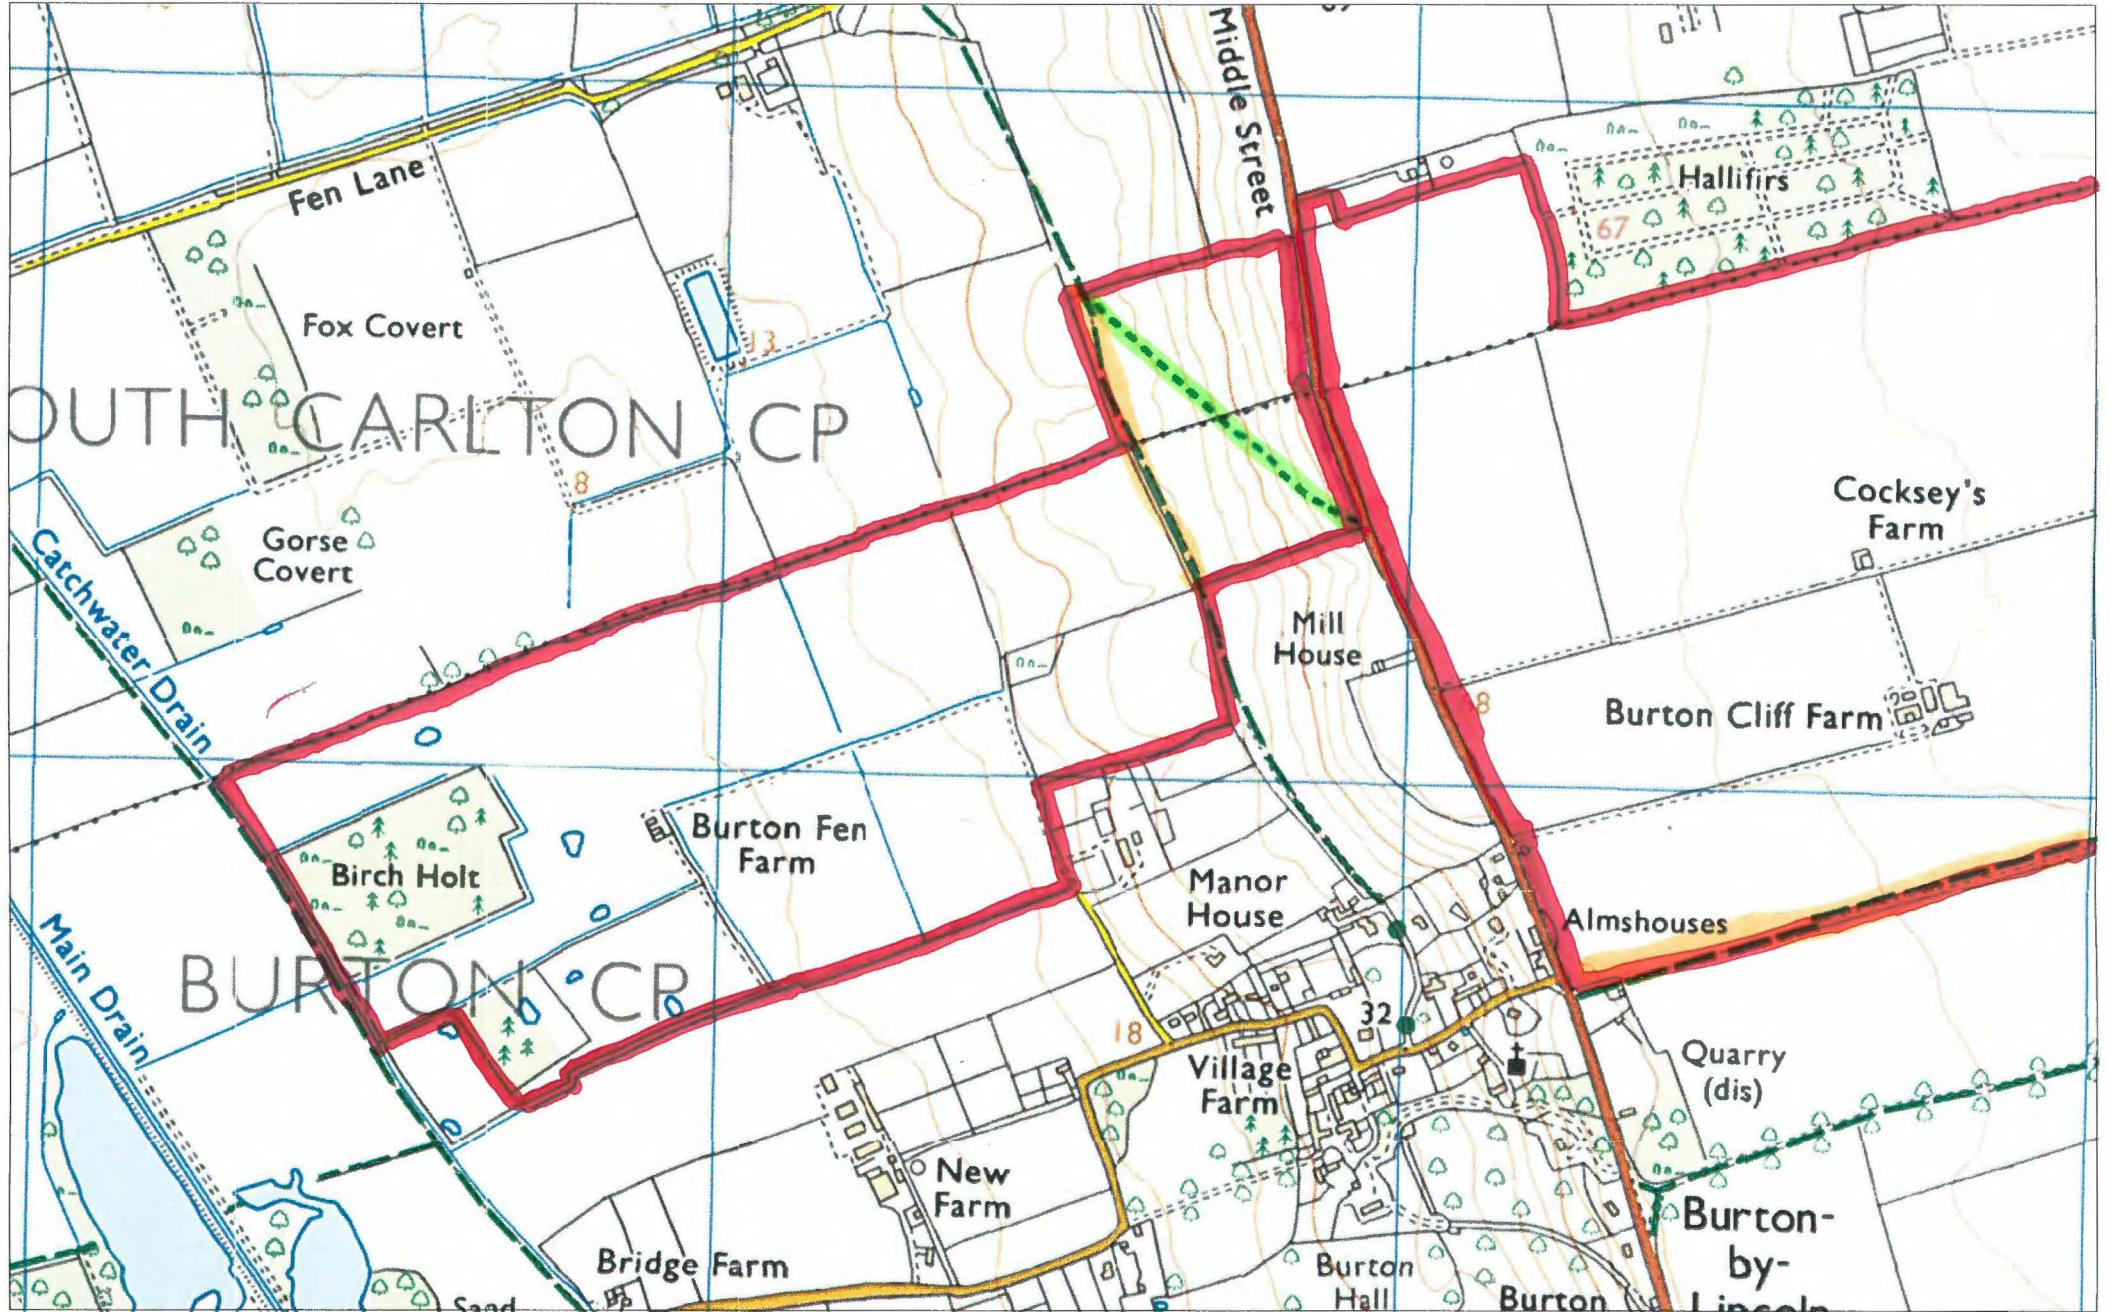 Middle Street
Fen Lane
Hallifirs
67
Fox Covert
13
OUTH CARLTON CP
8
Cocksey's
Farm
Gorse
Covert
Catchwater Drain
Mill
House
8
Burton Cliff Farm
Burton Fen
Farm
Birch Holt
Manor
House
Almshouses
Main Drain
BURTON CP
32
18
Village
Farm
Quarry
(dis)
New
Farm
Bridge Farm
Burton
Hall
Burton
Burton-
by-
Lincoln
Sand